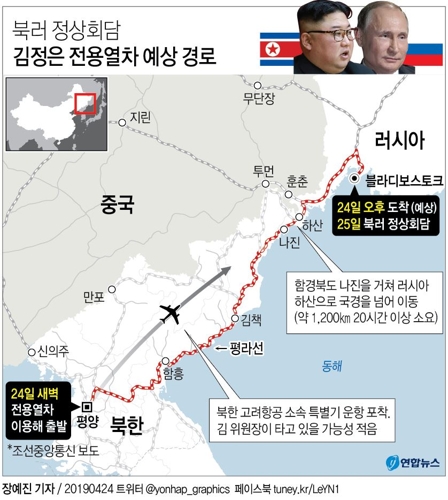 북러 정상회담
김정은 전용열차 예상 경로
무단장
지린
러시아
투먼
훈춘
블라디보스토크
24일 오후 도착 (예상)
25일 북러 정상회담
중국
하산
나진
함경북도 나진을 거쳐 러시아
하산으로 국경을 넘어 이동
(약 1,200km 20시간 이상 소요)
만포
김책
평라선
신의주
동해
함흥
24일 새벽
전용열차
이용해 출발
평양
북한
북한 고려항공 소속 특별기 운항 포착.
김 위원장이 타고 있을 가능성 적음
*조선중앙통신 보도
연합뉴스
장예진 / 20190424 트위터 @yonhap_graphics 페이스북 tuney.kr/LeYN1